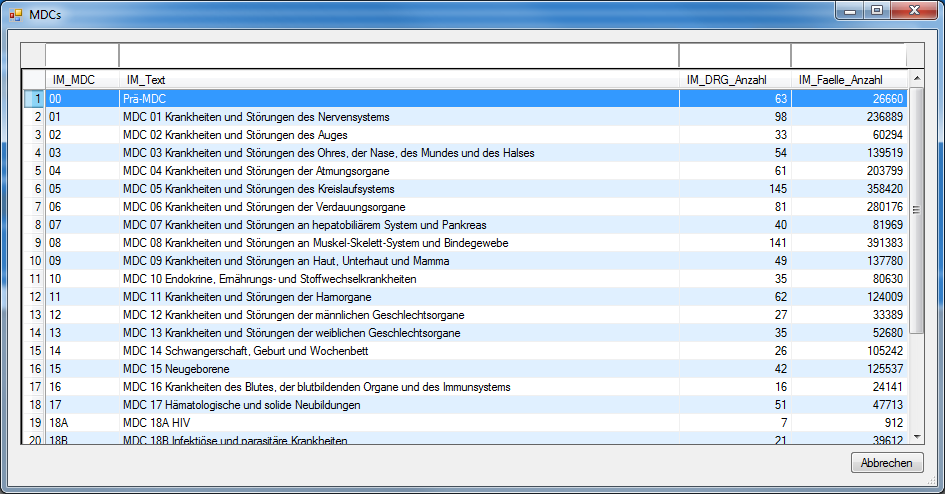 MDCs
IM_MDC IM_Text IM_DRG_Anzahl IM_Faelle_Anzahl
1 00 Prä-MDC 63 26660
2 01 MDC 01 Krankheiten und Störungen des Nervensystems 98 236889
3 02 MDC 02 Krankheiten und Störungen des Auges 33 60294
4 03 MDC 03 Krankheiten und Störungen des Ohres, der Nase, des Mundes und des Halses 54 139519
5 04 MDC 04 Krankheiten und Störungen der Atmungsorgane 61 203799
6 05 MDC 05 Krankheiten und Störungen des Kreislaufsystems 145 358420
7 06 MDC 06 Krankheiten und Störungen der Verdauungsorgane 81 280176
8 07 MDC 07 Krankheiten und Störungen an hepatobiliärem System und Pankreas 40 81969
9 08 MDC 08 Krankheiten und Störungen an Muskel-Skelett-System und Bindegewebe 141 391383
10 09 MDC 09 Krankheiten und Störungen an Haut, Unterhaut und Mamma 49 137780
11 10 MDC 10 Endokrine, Ernährungs- und Stoffwechselkrankheiten 35 80630
12 11 MDC 11 Krankheiten und Störungen der Harnorgane 62 124009
13 12 MDC 12 Krankheiten und Störungen der männlichen Geschlechtsorgane 27 33389
14 13 MDC 13 Krankheiten und Störungen der weiblichen Geschlechtsorgane 35 52680
15 14 MDC 14 Schwangerschaft, Geburt und Wochenbett 26 105242
16 15 MDC 15 Neugeborene 42 125537
17 16 MDC 16 Krankheiten des Blutes, der blutbildenden Organe und des Immunsystems 16 24141
18 17 MDC 17 Hämatologische und solide Neubildungen 51 47713
19 18A MDC 18A HIV 7 912
20 18B MDC 18B Infektiöse und parasitäre Krankheiten 21 39612
Abbrechen